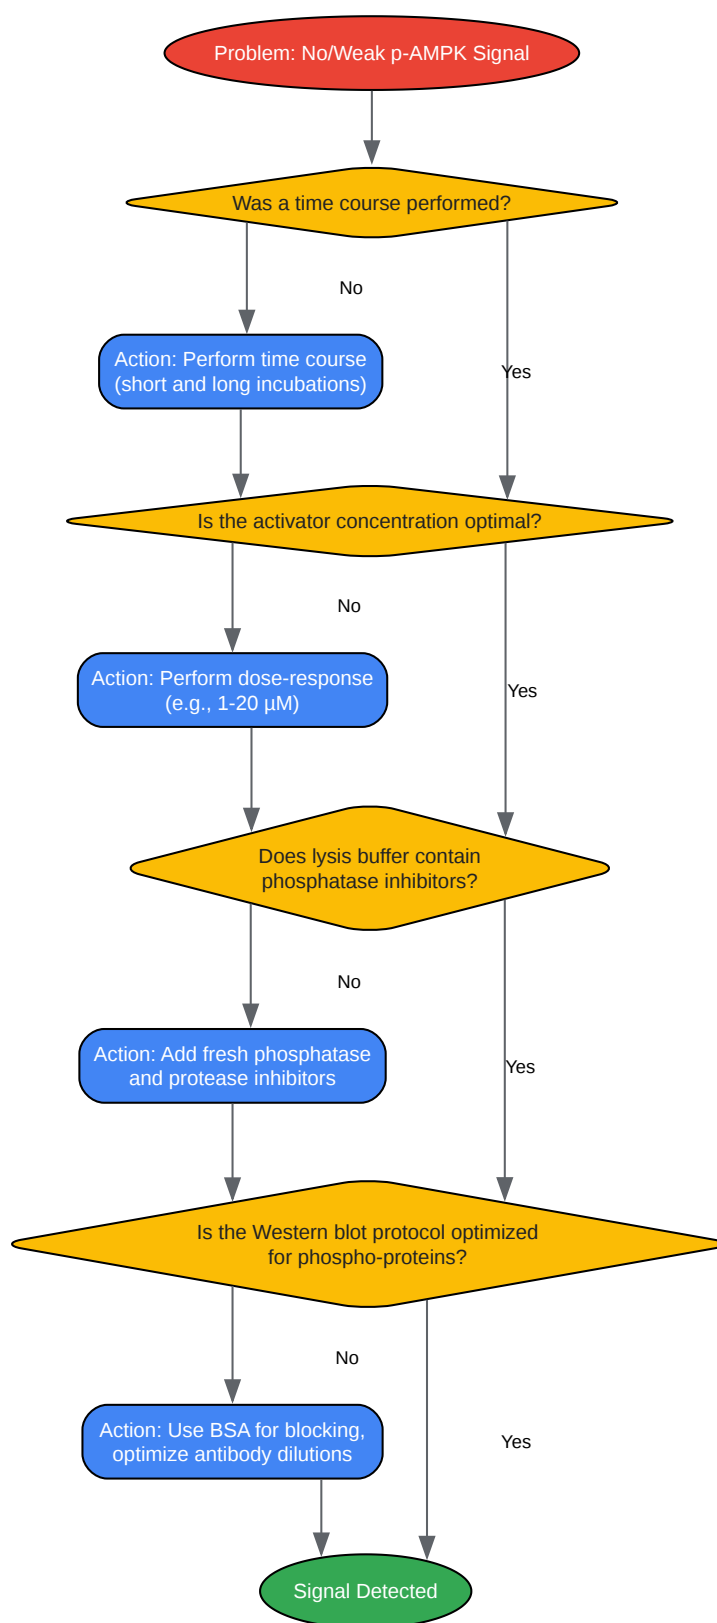 Problem: No/Weak p-AMPK Signal
Was a time course performed?
No
Action: Perform time course
(short and long incubations)
Yes
Is the activator concentration optimal?
No
Action: Perform dose-response
(e.g., 1-20 µM)
Yes
Does lysis buffer contain
phosphatase inhibitors?
No
Action: Add fresh phosphatase
and protease inhibitors
Yes
Is the Western blot protocol optimized
for phospho-proteins?
No
Action: Use BSA for blocking,
optimize antibody dilutions
Yes
Signal Detected